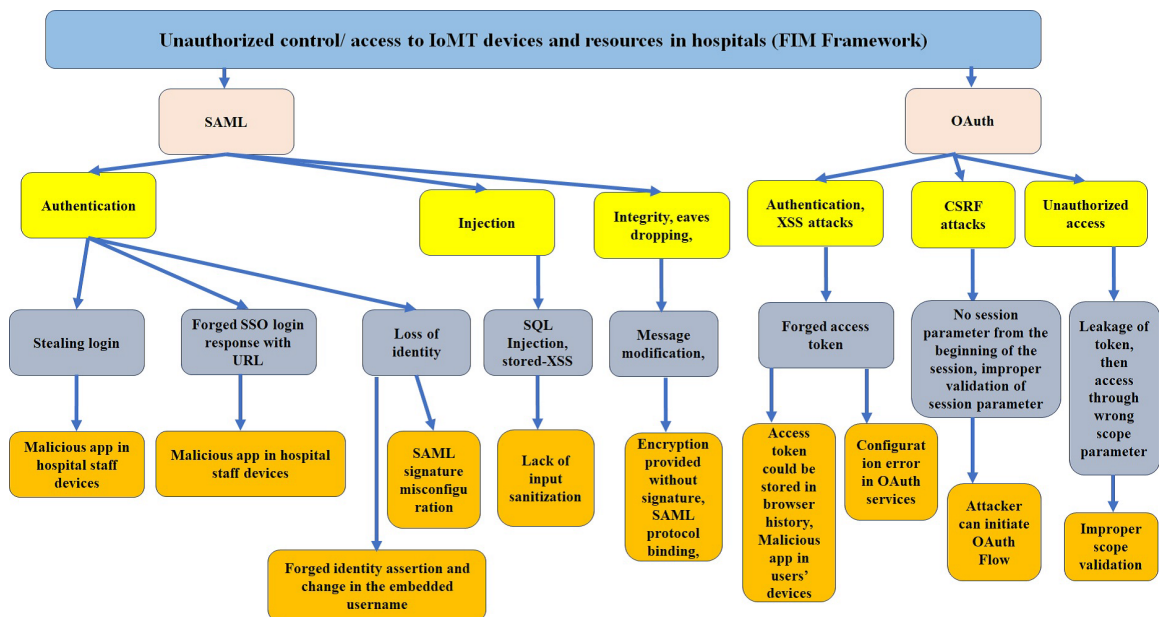 Unauthorized control/ access to IoMT devices and resources in hospitals (FIM Framework)
SAML
OAuth
Authentication
Injection
Integrity, eaves
dropping,
Authentication,
XSS attacks
CSRF
attacks
Unauthorized
access
Stealing login
Forged SSO login
response with
URL
Loss of
identity
SQL
Injection,
stored-XSS
Message
modification,
Forged access
token
No session
parameter from the
beginning of the
session, improper
validation of
session parameter
Leakage of
token,
then
access
through
wrong
scope
parameter
Malicious app in
hospital staff
devices
Malicious app in hospital
staff devices
SAML
signature
misconfigu
ration
Forged identity assertion and
change in the embedded
username
Lack of
input
sanitization
Encryption
provided
without
signature,
SAML
protocol
binding,
Access
token
could be
stored in
browser
history,
Malicious
app in
users’
devices
Configurat
ion error
in OAuth
services
Attacker
can initiate
OAuth
Flow
Improper
scope
validation